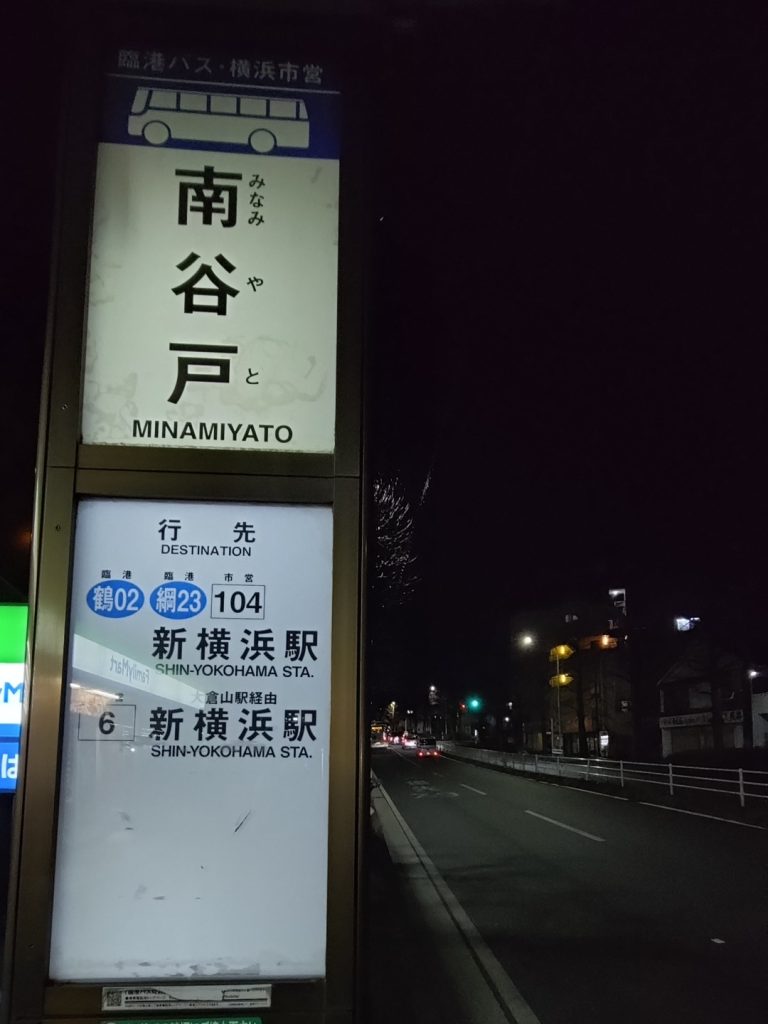 臨港バス・横浜市営
南谷戸
みなみ や と
MINAMIYATO
行 先
DESTINATION
臨港 臨港 市営
鶴02 綱23 104
新横浜駅
SHIN-YOKOHAMA STA.
大倉山駅経由
6 新横浜駅
SHIN-YOKOHAMA STA.
FamilyMart
は